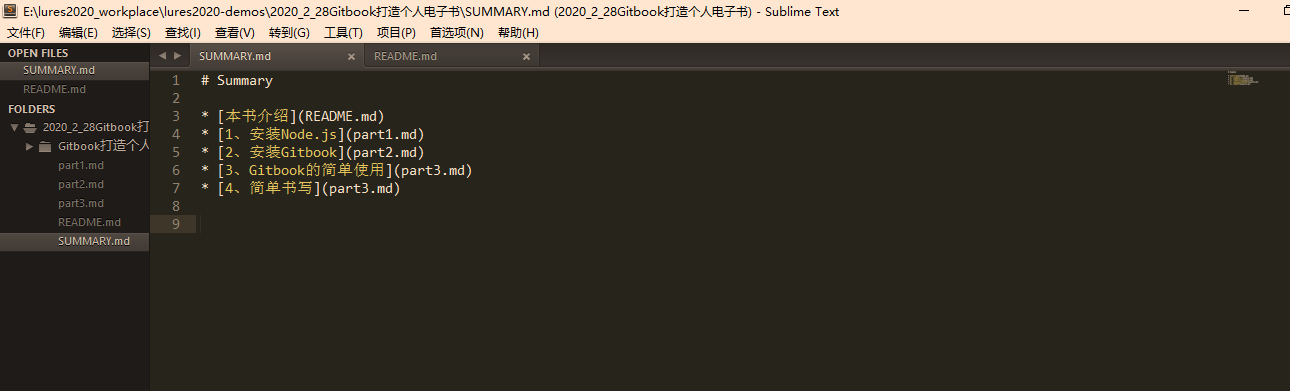 E:\lures2020_workplace\lures2020-demos\2020_2_28Gitbook打造个人电子书\SUMMARY.md (2020_2_28Gitbook打造个人电子书) - Sublime Text
文件(F) 编辑(E) 选择(S) 查找(I) 查看(V) 转到(G) 工具(T) 项目(P) 首选项(N) 帮助(H)
OPEN FILES
SUMMARY.md
README.md
FOLDERS
2020_2_28Gitbook打
Gitbook打造个人
part1.md
part2.md
part3.md
README.md
SUMMARY.md
SUMMARY.md × README.md ×
1 # Summary
2
3 * [本书介绍](README.md)
4 * [1、安装Node.js](part1.md)
5 * [2、安装Gitbook](part2.md)
6 * [3、Gitbook的简单使用](part3.md)
7 * [4、简单书写](part3.md)
8
9